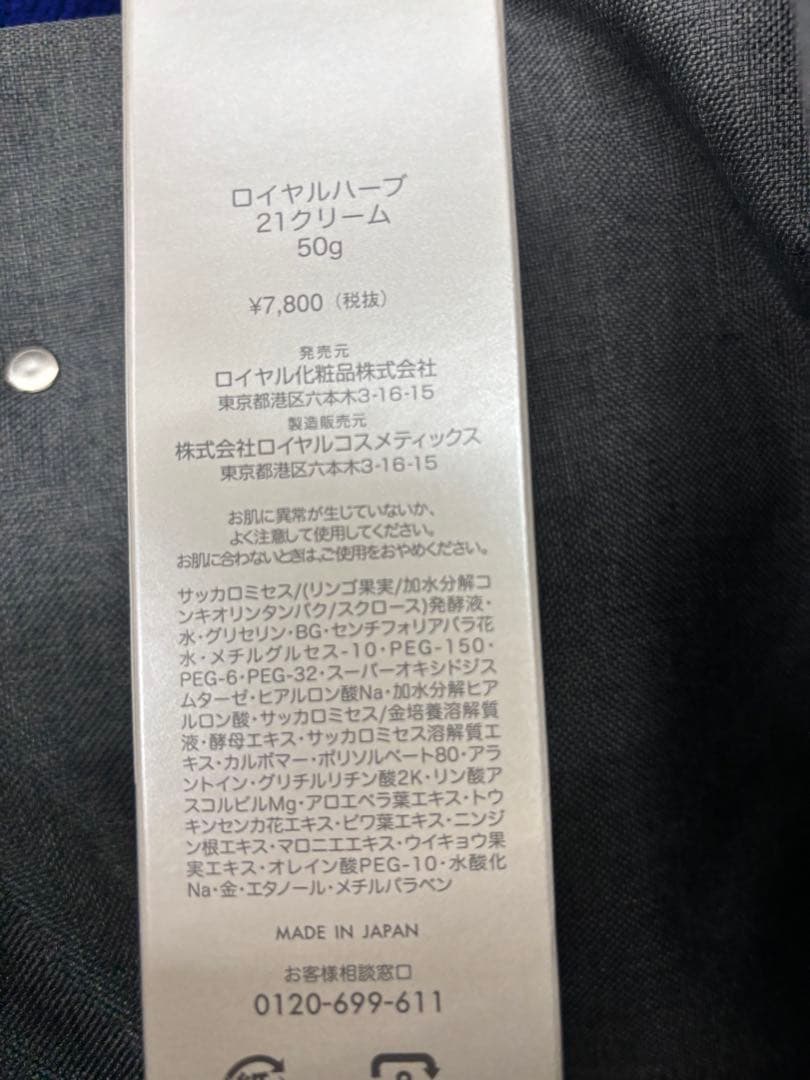 ロイヤルハーブ
21クリーム
50g
¥7,800（税抜）
発売元
ロイヤル化粧品株式会社
東京都港区六本木3-16-15
製造販売元
株式会社ロイヤルコスメティックス
東京都港区六本木3-16-15
お肌に異常が生じていないか、
よく注意して使用してください。
お肌に合わないときは、ご使用をおやめください。
サッカロミセス/(リンゴ果実/加水分解コ
ンキオリンタンパク/スクロース)発酵液・
水・グリセリン・BG・センチフォリアバラ花
水・メチルグルセス-10・PEG-150・
PEG-6・PEG-32・スーパーオキシドジス
ムターゼ・ヒアルロン酸Na・加水分解ヒア
ルロン酸・サッカロミセス/金培養溶解質
液・酵母エキス・サッカロミセス溶解質エ
キス・カルボマー・ポリソルベート80・アラ
ントイン・グリチルリチン酸2K・リン酸ア
スコルビルMg・アロエベラ葉エキス・トウ
キンセンカ花エキス・ビワ葉エキス・ニンジ
ン根エキス・マロニエエキス・ウイキョウ果
実エキス・オレイン酸PEG-10・水酸化
Na・金・エタノール・メチルパラベン
MADE IN JAPAN
お客様相談窓口
0120-699-611